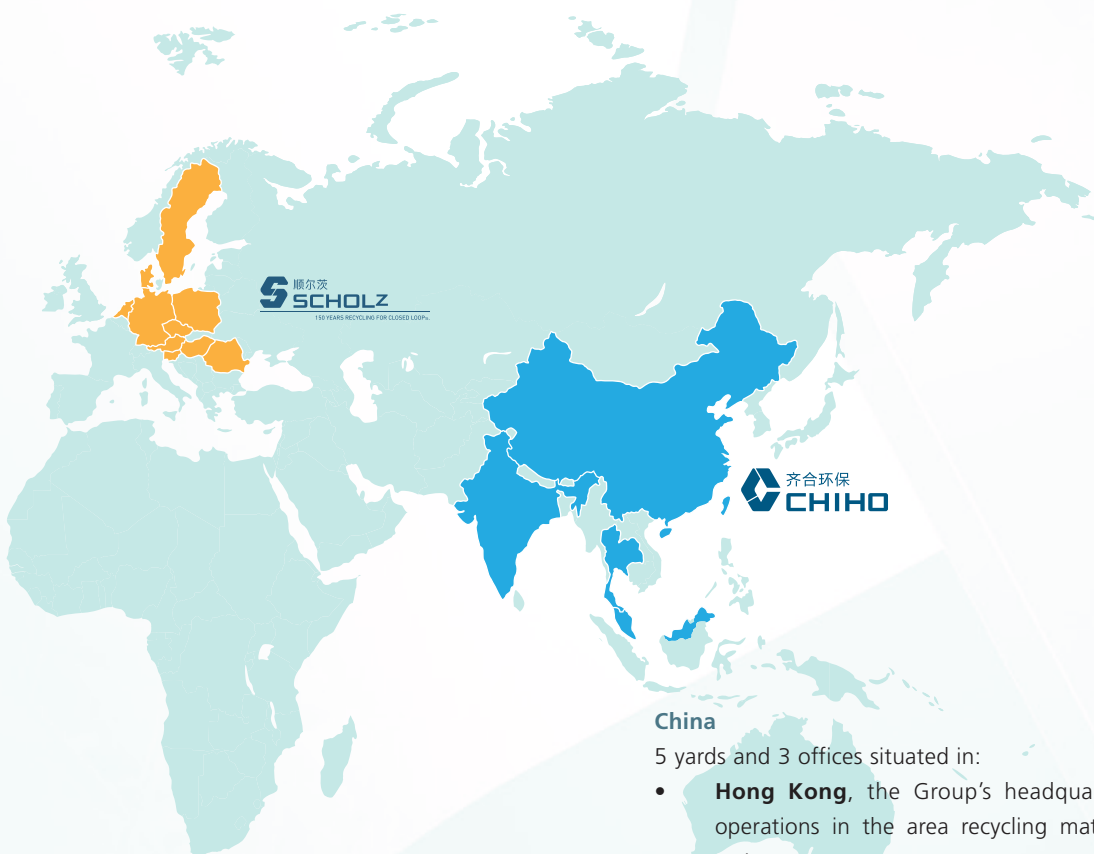 顺尔茨
SCHOLZ
150 YEARS RECYCLING FOR CLOSED LOOPs.
齐合环保
CHIHO
China
5 yards and 3 offices situated in:
• Hong Kong, the Group's headqua
operations in the area recycling mat